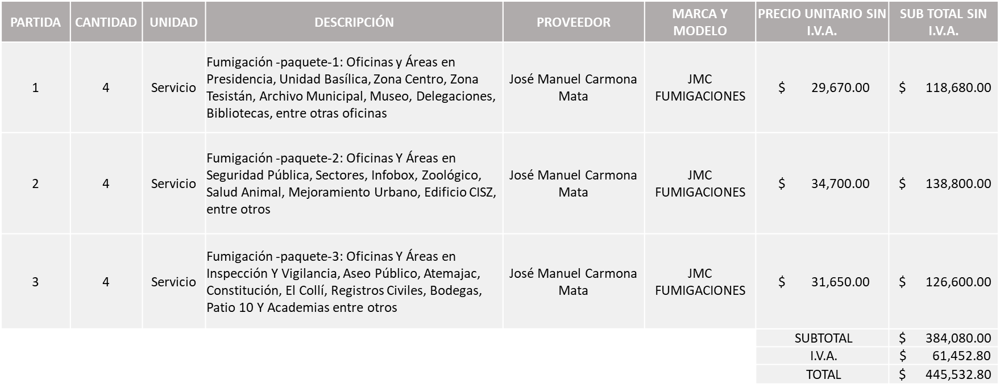 PARTIDA CANTIDAD UNIDAD DESCRIPCIÓN PROVEEDOR MARCA Y MODELO PRECIO UNITARIO SIN I.V.A. SUB TOTAL SIN I.V.A.
1 4 Servicio
Fumigación -paquete-1: Oficinas y Áreas en
Presidencia, Unidad Basílica, Zona Centro, Zona
Tesistán, Archivo Municipal, Museo, Delegaciones,
Bibliotecas, entre otras oficinas
José Manuel Carmona
Mata
JMC
FUMIGACIONES
$ 29,670.00 $ 118,680.00
2 4 Servicio
Fumigación -paquete-2: Oficinas Y Áreas en
Seguridad Pública, Sectores, Infobox, Zoológico,
Salud Animal, Mejoramiento Urbano, Edificio CISZ,
entre otros
José Manuel Carmona
Mata
JMC
FUMIGACIONES
$ 34,700.00 $ 138,800.00
3 4 Servicio
Fumigación -paquete-3: Oficinas Y Áreas en
Inspección Y Vigilancia, Aseo Público, Atemajac,
Constitución, El Collí, Registros Civiles, Bodegas,
Patio 10 Y Academias entre otros
José Manuel Carmona
Mata
JMC
FUMIGACIONES
$ 31,650.00 $ 126,600.00
SUBTOTAL $ 384,080.00
I.V.A. $ 61,452.80
TOTAL $ 445,532.80